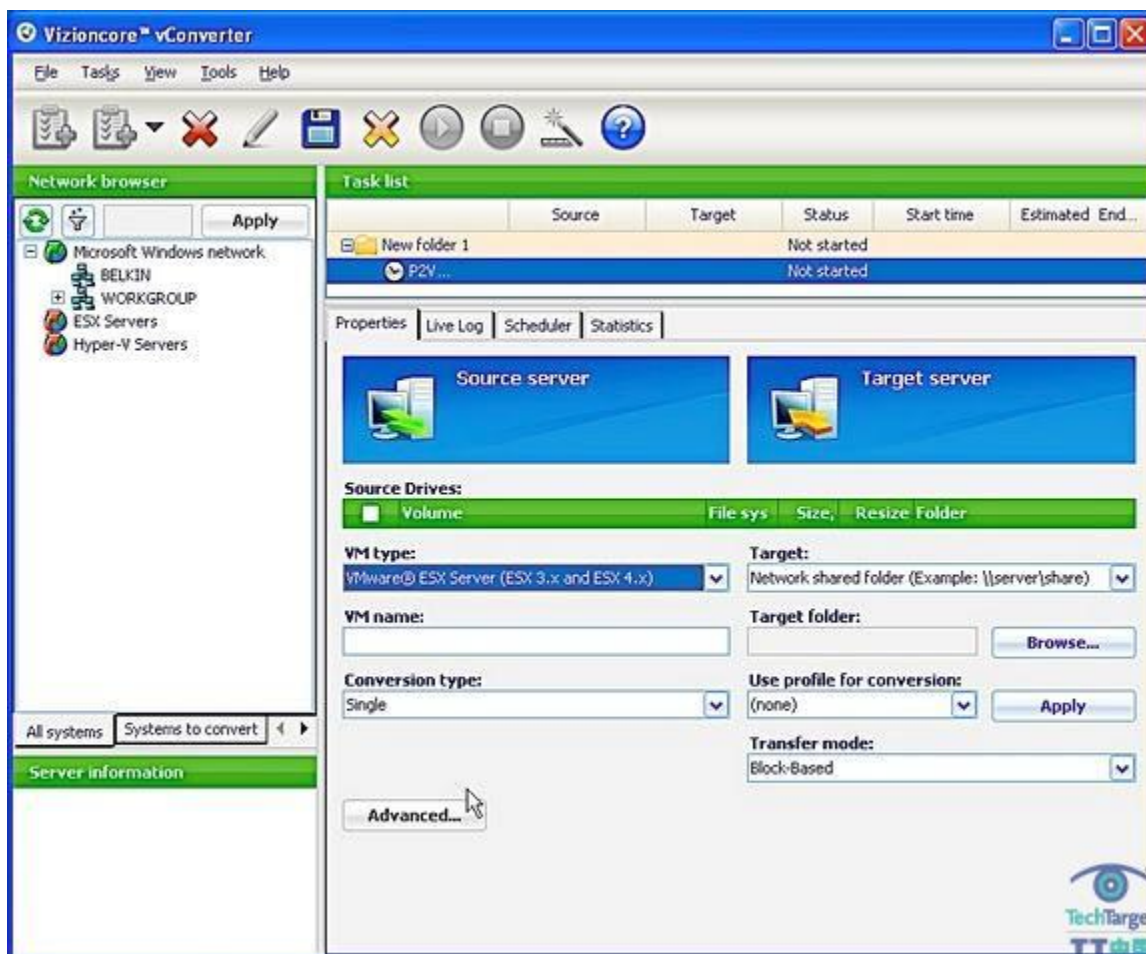 Vizioncore™ vConverter
File Tasks View Tools Help
Network browser
Apply
Microsoft Windows network
BELKIN
WORKGROUP
ESX Servers
Hyper-V Servers
All systems Systems to convert
Server information
Task list
Source Target Status Start time Estimated End...
New folder 1 Not started
P2V... Not started
Properties Live Log Scheduler Statistics
Source server Target server
Source Drives:
Volume File sys Size, Resize Folder
VM type: Target:
VMware® ESX Server (ESX 3.x and ESX 4.x) Network shared folder (Example: \\server\share)
VM name: Target folder:
Browse...
Conversion type: Use profile for conversion:
Single (none) Apply
Transfer mode:
Block-Based
Advanced...
TechTarge